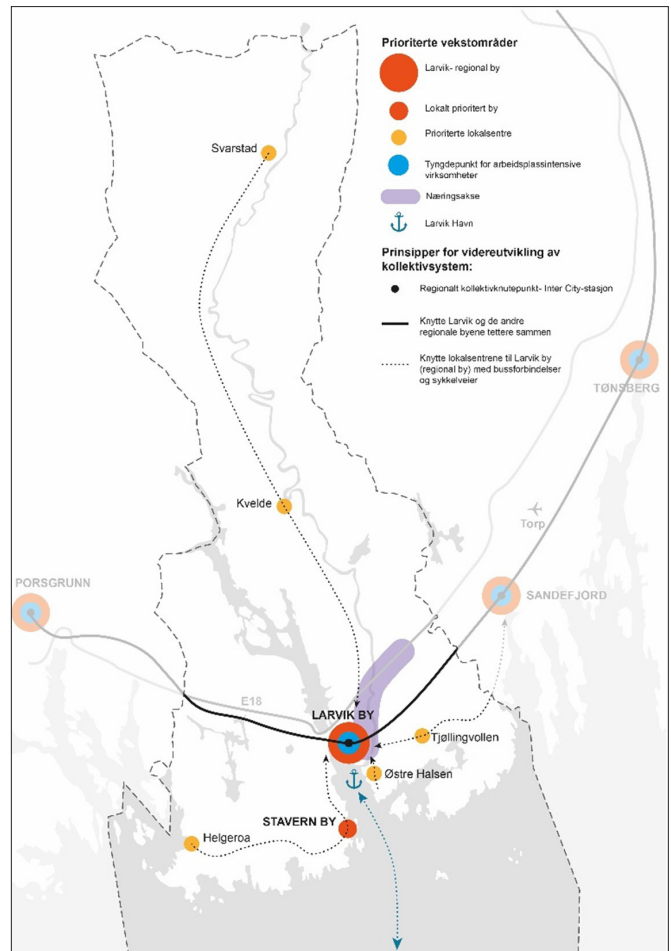 Prioriterte vekstområder
Larvik- regional by
Lokalt prioritert by
Prioriterte lokalsentre
Tyngdepunkt for arbeidsplassintensive
virksomheter
Næringsakse
Larvik Havn
Prinsipper for videreutvikling av
kollektivsystem:
Regionalt kollektivknutepunkt- Inter City-stasjon
Knytte Larvik og de andre
regionale byene tettere sammen
Knytte lokalsentrene til Larvik by
(regional by) med bussforbindelser
og sykkelveier
Svarstad
TØNSBERG
Kvelde
Torp
PORSGRUNN
SANDEFJORD
E18
LARVIK BY
Tjøllingvollen
Østre Halsen
STAVERN BY
Helgeroa